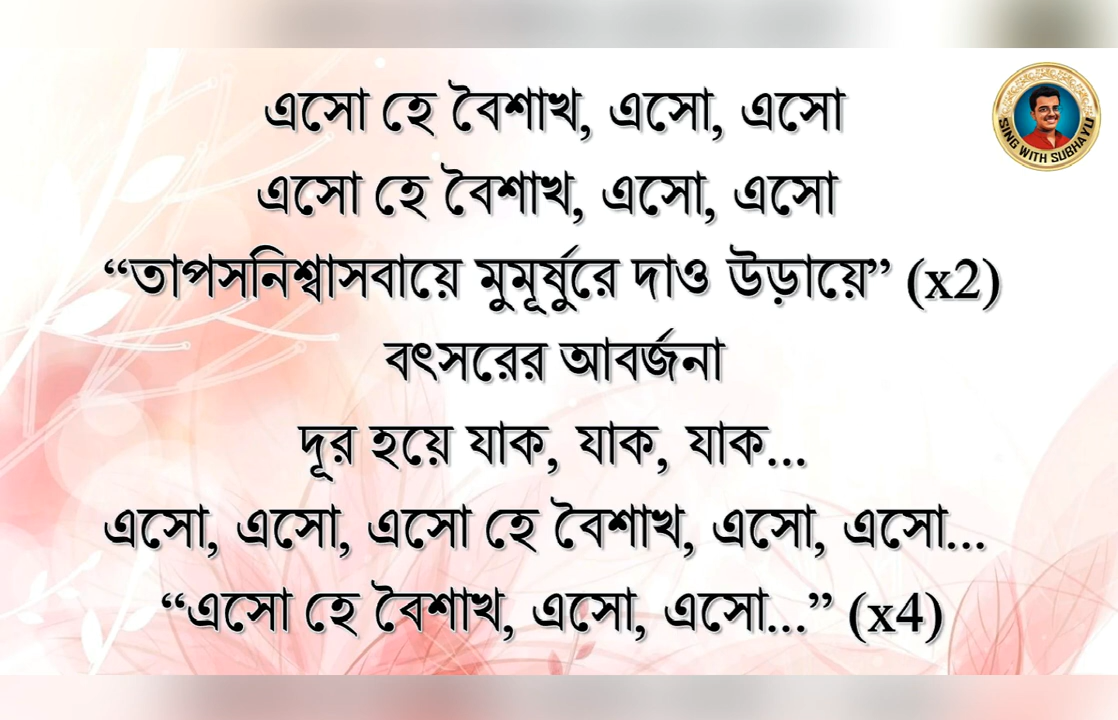 এসো হে বৈশাখ, এসো, এসো
এসো হে বৈশাখ, এসো, এসো
“তাপসনিশ্বাসবায়ে মুমূর্ষুরে দাও উড়ায়ে” (x2)
বৎসরের আবর্জনা
দূর হয়ে যাক, যাক, যাক...
এসো, এসো, এসো হে বৈশাখ, এসো, এসো...
“এসো হে বৈশাখ, এসো, এসো...” (x4)
SING WITH SUBHAYU